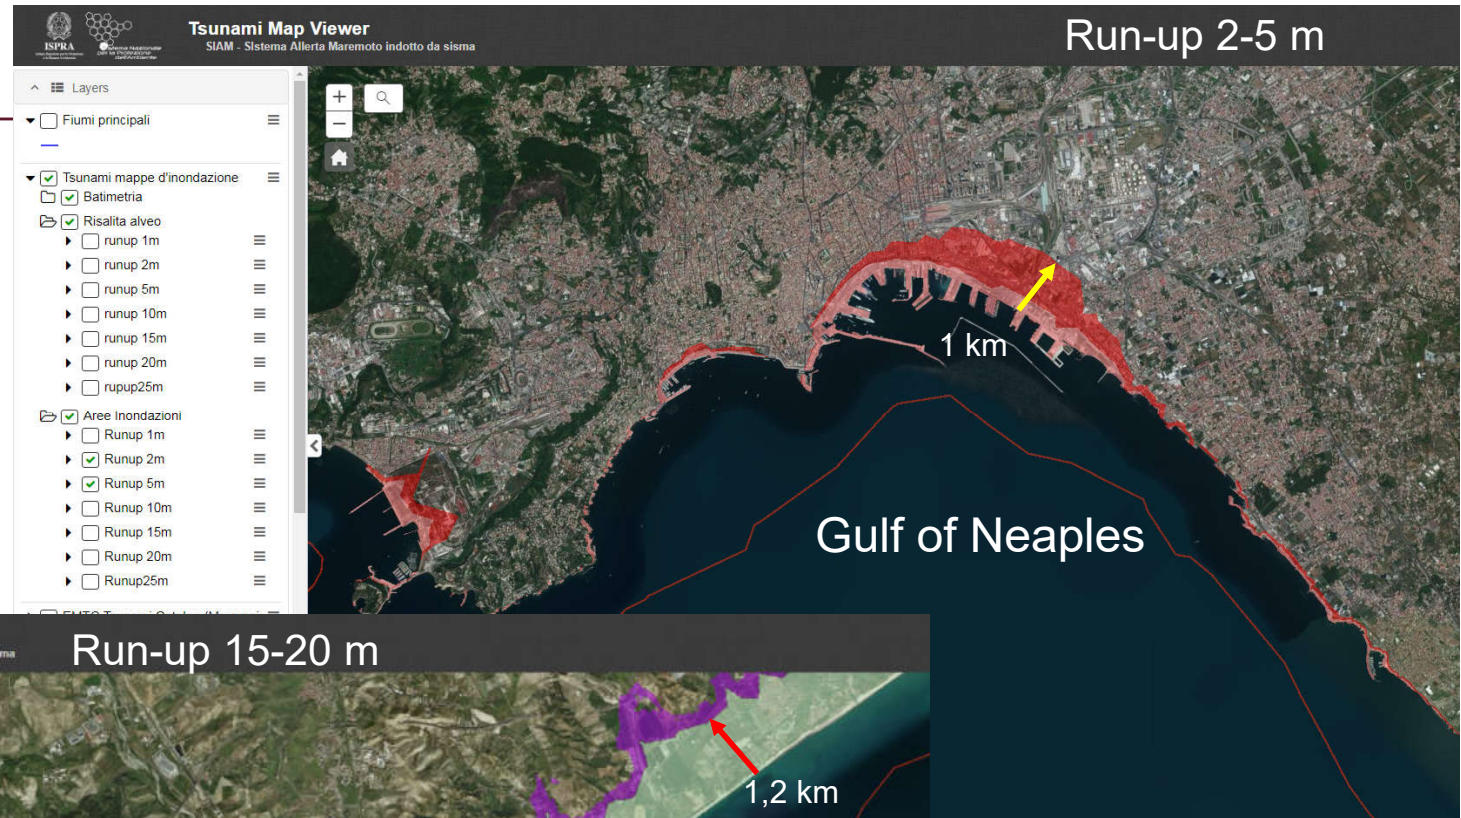 ISPRA
Tsunami Map Viewer
SIAM - SIstema Allerta Maremoto indotto da sisma
Run-up 2-5 m
Layers
Fiumi principali
Tsunami mappe d'inondazione
Batimetria
Risalita alveo
runup 1m
runup 2m
runup 5m
runup 10m
runup 15m
runup 20m
rupup25m
Aree Inondazioni
Runup 1m
Runup 2m
Runup 5m
Runup 10m
Runup 15m
Runup 20m
Runup25m
1 km
Gulf of Neaples
Run-up 15-20 m
1,2 km